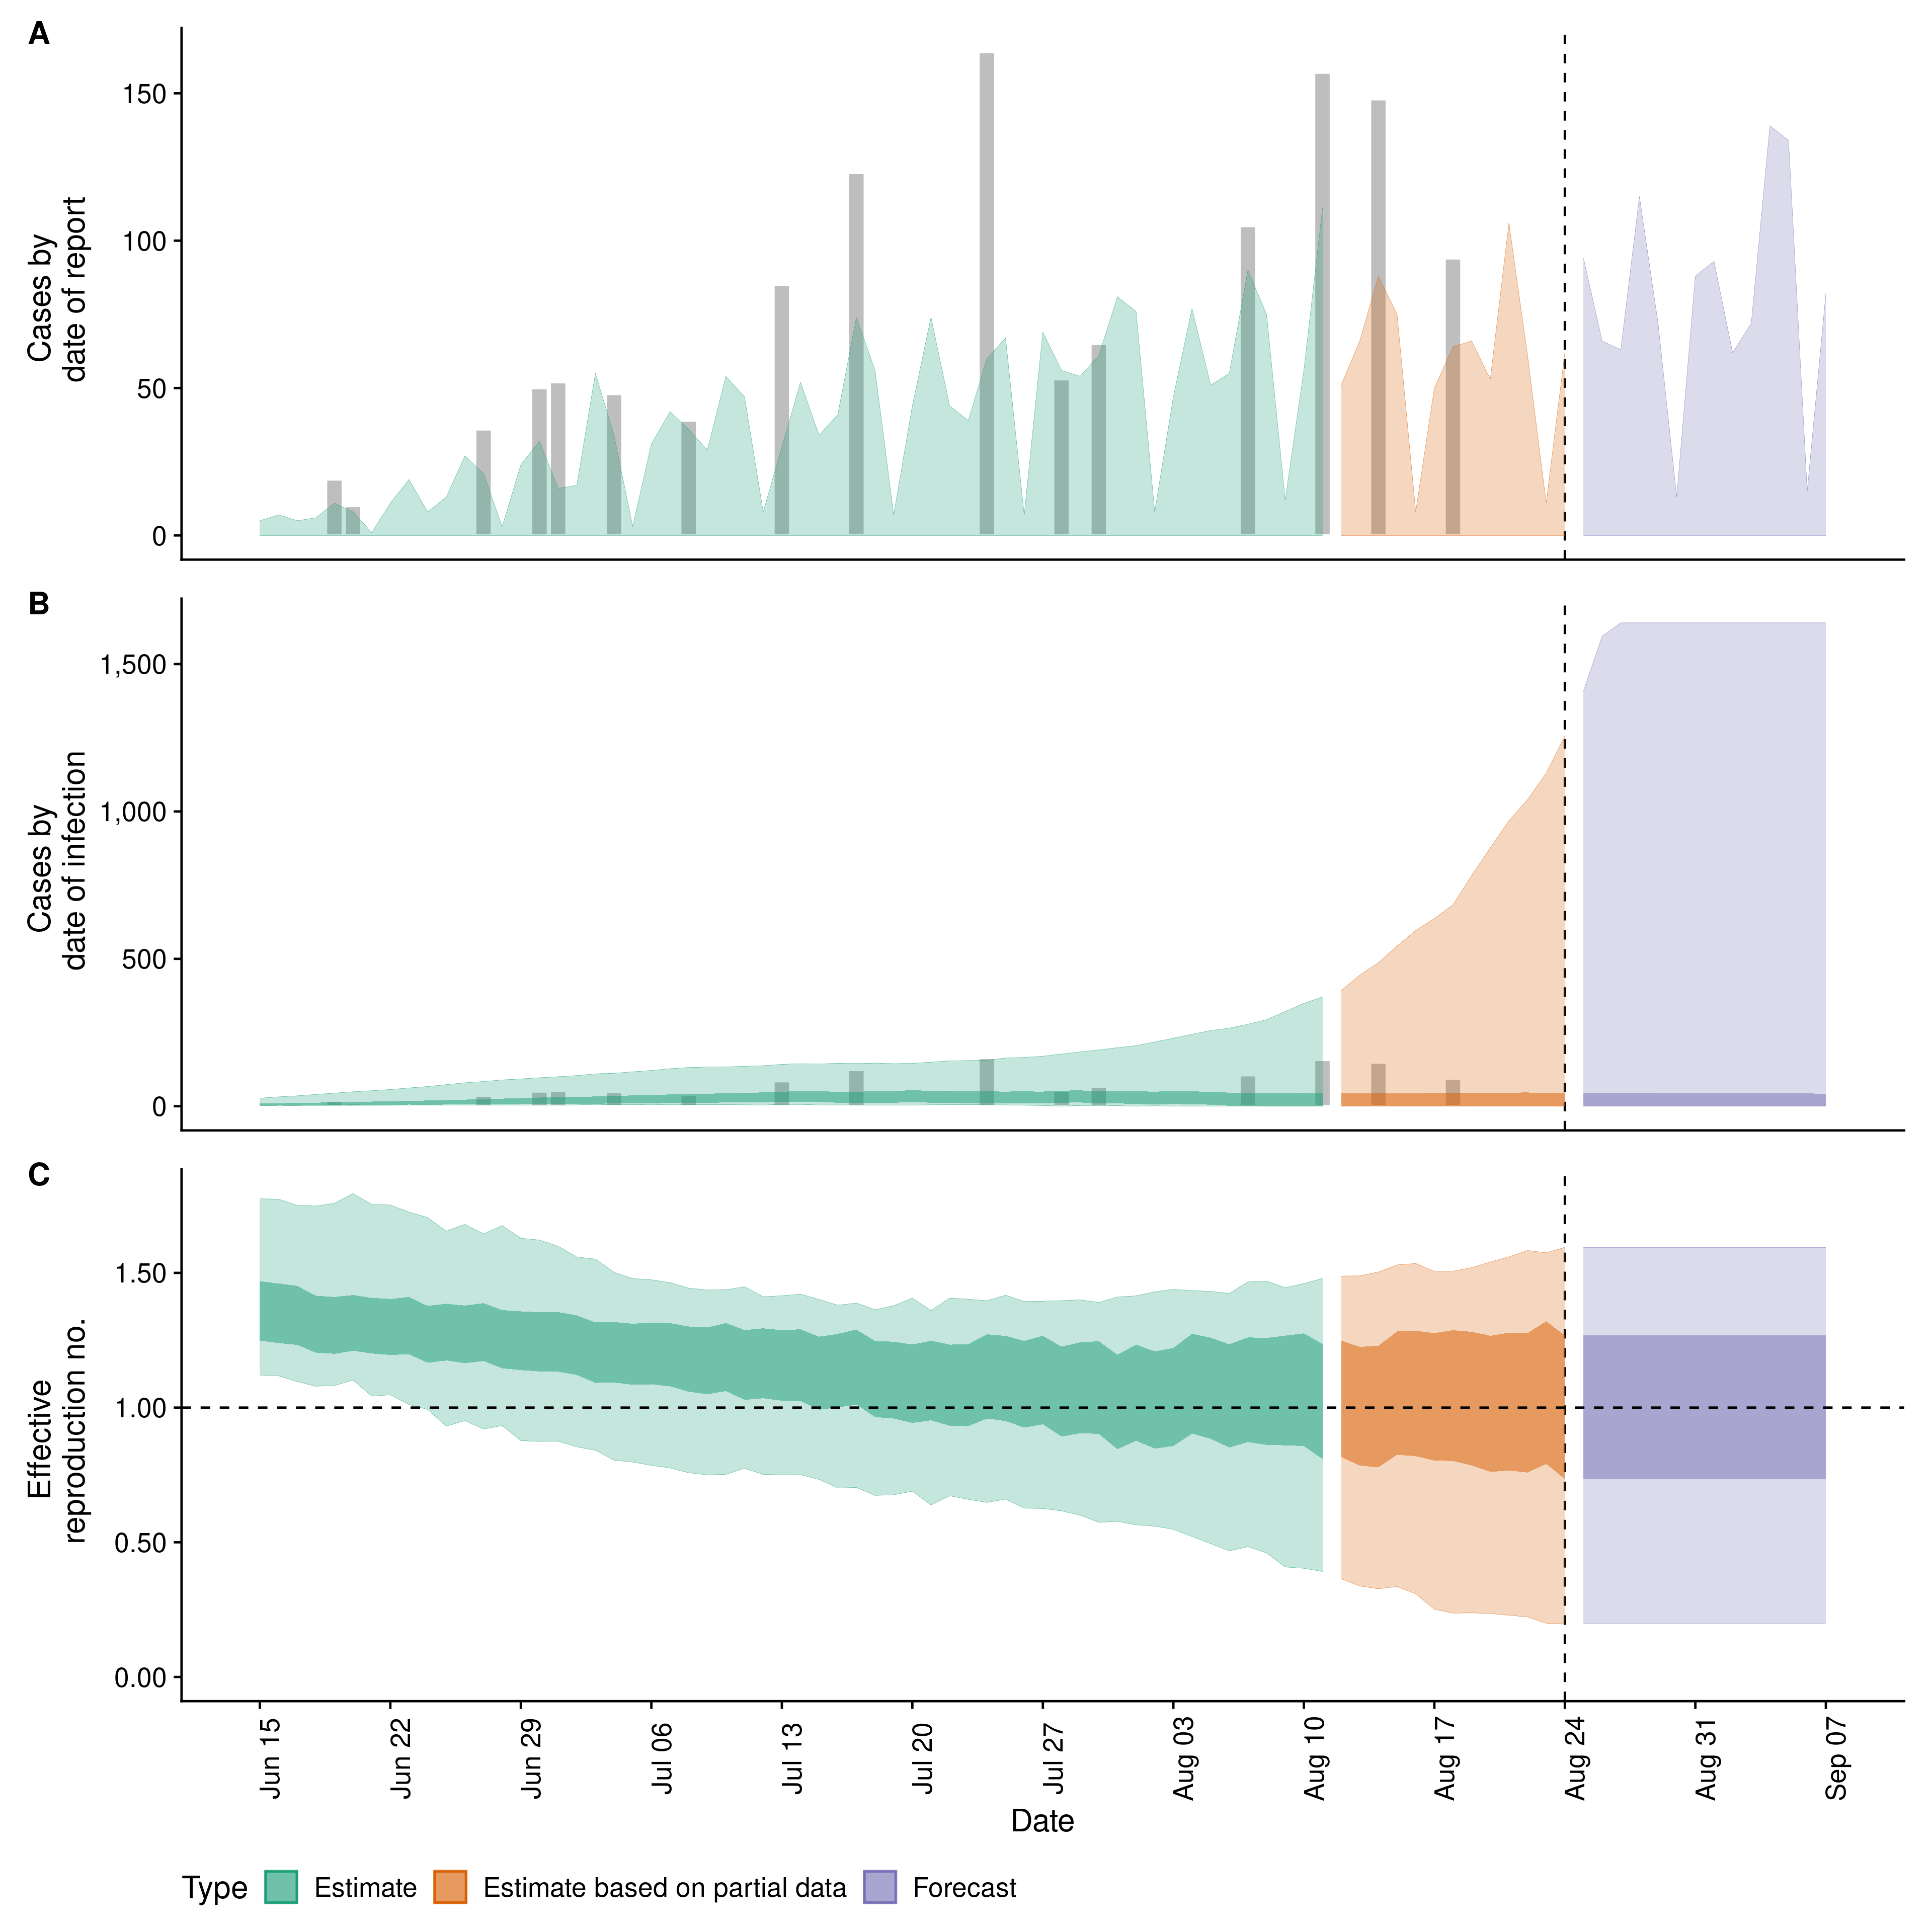 A
Cases by
date of report
150
100
50
0
B
Cases by
date of infection
1,500
1,000
500
0
C
Effective
reproduction no.
1.50
1.00
0.50
0.00
Jun 15
Jun 22
Jun 29
Jul 06
Jul 13
Jul 20
Jul 27
Aug 03
Aug 10
Aug 17
Aug 24
Aug 31
Sep 07
Date
Type Estimate Estimate based on partial data Forecast